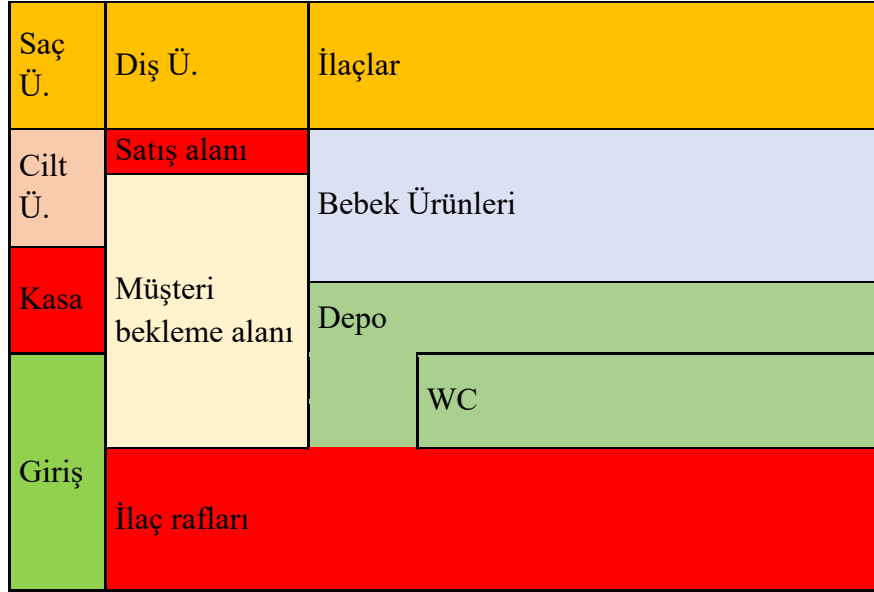 Saç
Ü.
Diş Ü.
İlaçlar
Cilt
Ü.
Satış alanı
Bebek Ürünleri
Kasa
Müşteri
bekleme alanı
Depo
WC
Giriş
İlaç rafları